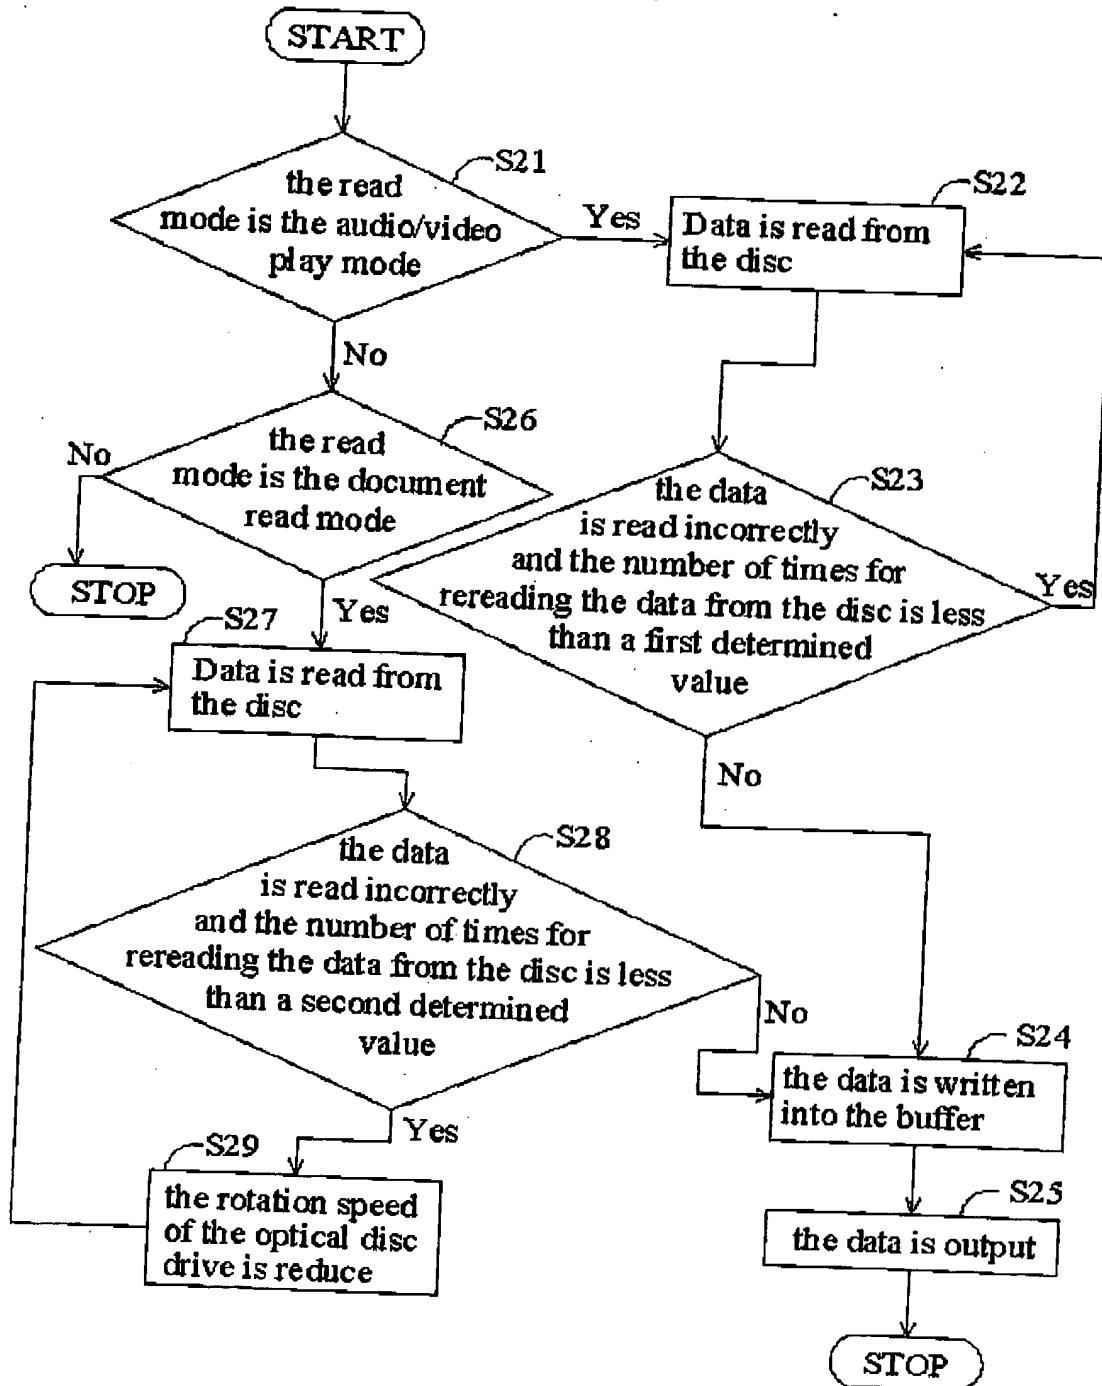 START
S21
the read
mode is the audio/video
play mode
Yes
S22
Data is read from
the disc
No
S26
the read
mode is the document
read mode
No
STOP
Yes
S23
the data
is read incorrectly
and the number of times for
rereading the data from the disc is less
than a first determined
value
Yes
No
S27
Data is read from
the disc
S28
the data
is read incorrectly
and the number of times for
rereading the data from the disc is less
than a second determined
value
No
Yes
S29
the rotation speed
of the optical disc
drive is reduce
S24
the data is written
into the buffer
S25
the data is output
STOP